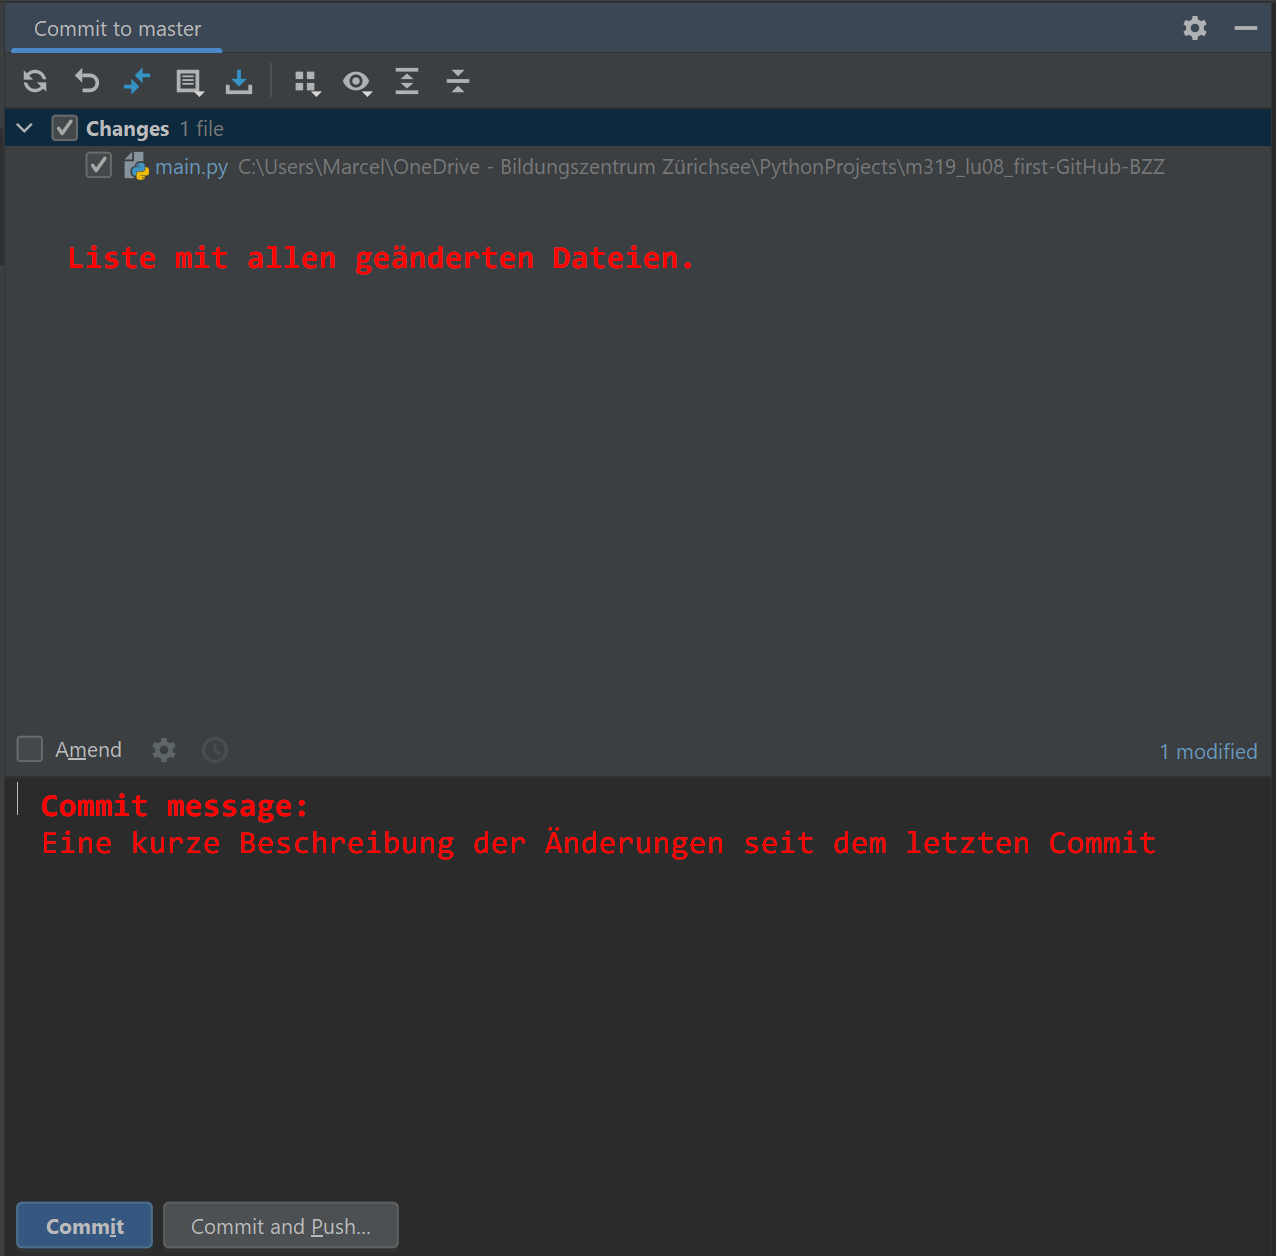 Commit to master
Changes 1 file
main.py C:\Users\Marcel\OneDrive - Bildungszentrum Zürichsee\PythonProjects\m319_lu08_first-GitHub-BZZ
Liste mit allen geänderten Dateien.
Amend
1 modified
Commit message:
Eine kurze Beschreibung der Änderungen seit dem letzten Commit
Commit
Commit and Push...